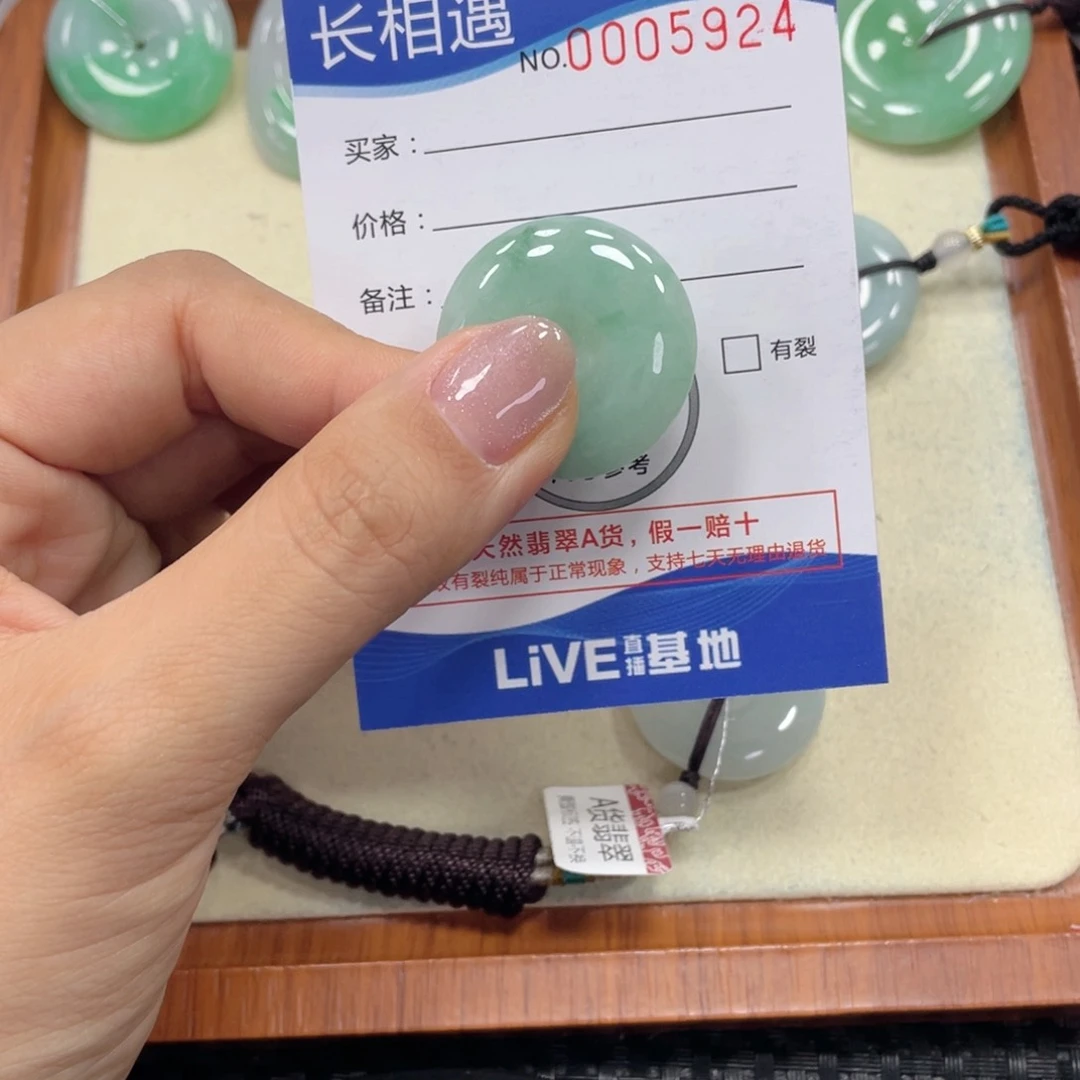 长相遇
NO.0005924
买家：
价格：
备注：
有裂
参考
天然翡翠A货，假一赔十
有裂纯属于正常现象，支持七天无理由退货
LiVE直播基地
A货翡翠